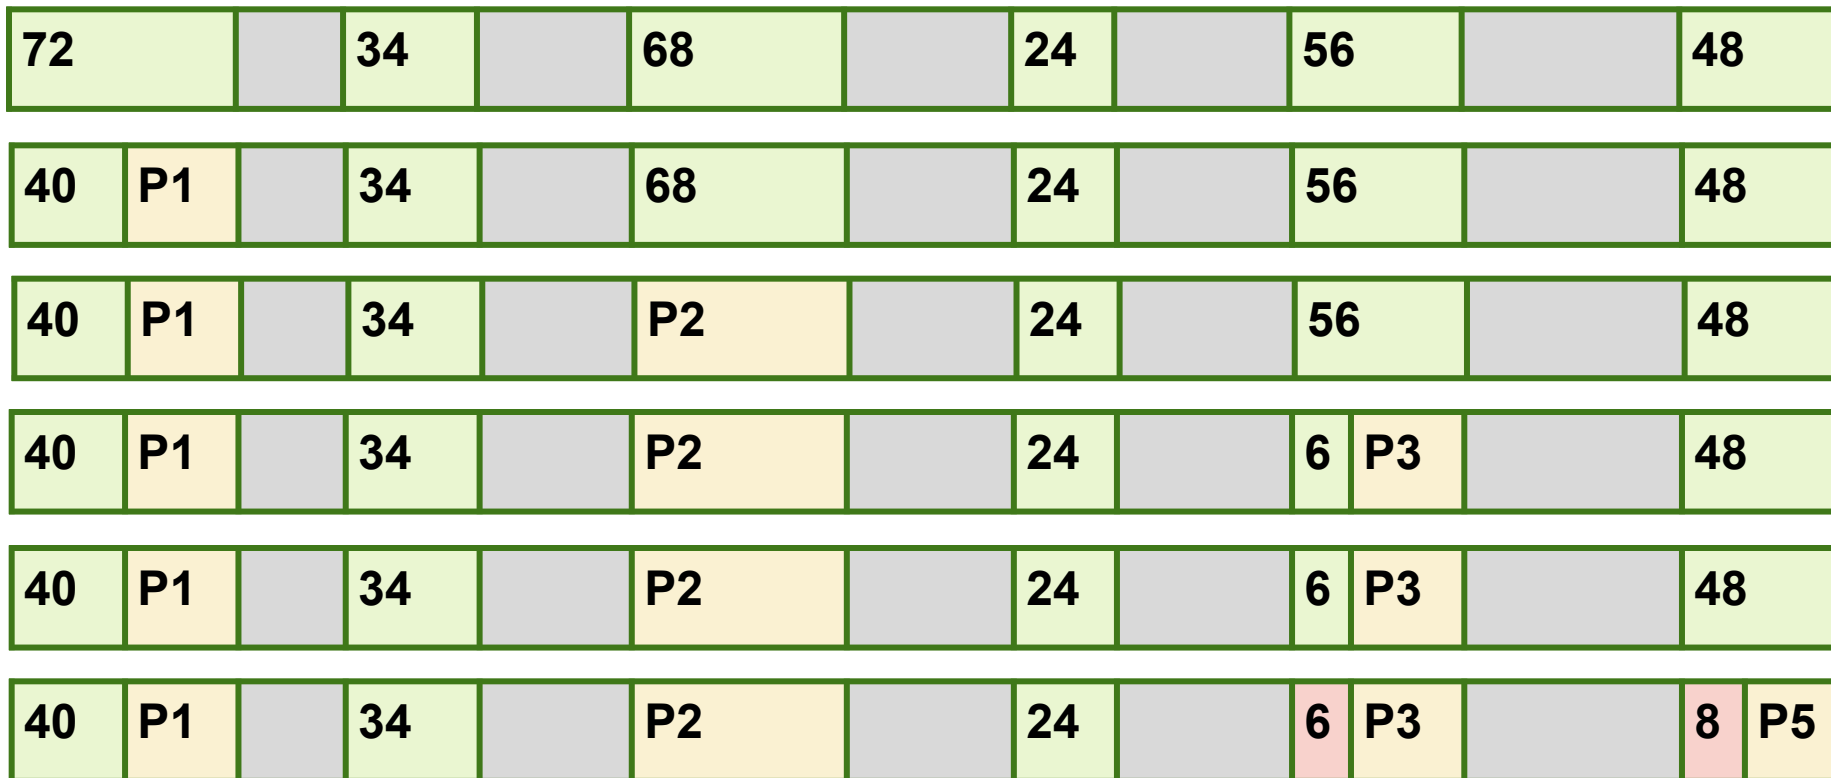 72 34 68 24 56 48
40 P1 34 68 24 56 48
40 P1 34 P2 24 56 48
40 P1 34 P2 24 6 P3 48
40 P1 34 P2 24 6 P3 48
40 P1 34 P2 24 6 P3 8 P5